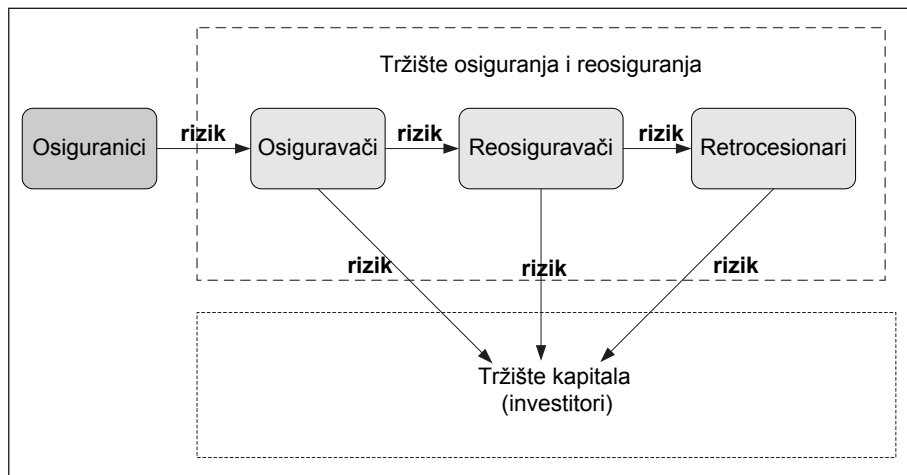 Tržište osiguranja i reosiguranja
Osiguranici
rizik
Osiguravači
rizik
Reosiguravači
rizik
Retrocesionari
rizik
rizik
rizik
Tržište kapitala
(investitori)